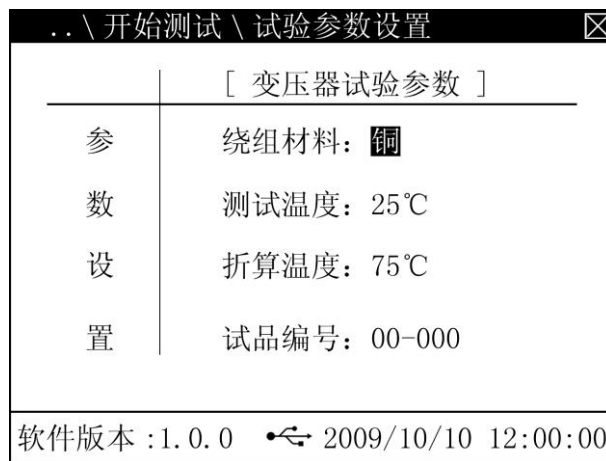 ..\开始测试\试验参数设置
[ 变压器试验参数 ]
参 绕组材料：铜
数 测试温度：25℃
设 折算温度：75℃
置 试品编号：00-000
软件版本:1.0.0 2009/10/10 12:00:00